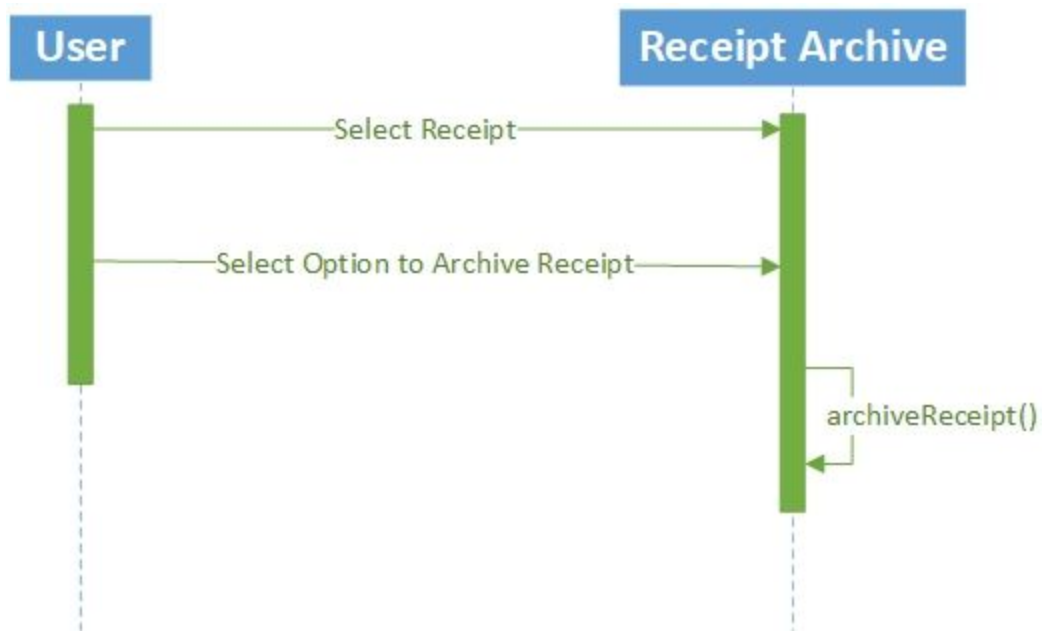 User
Receipt Archive
Select Receipt
Select Option to Archive Receipt
archiveReceipt()